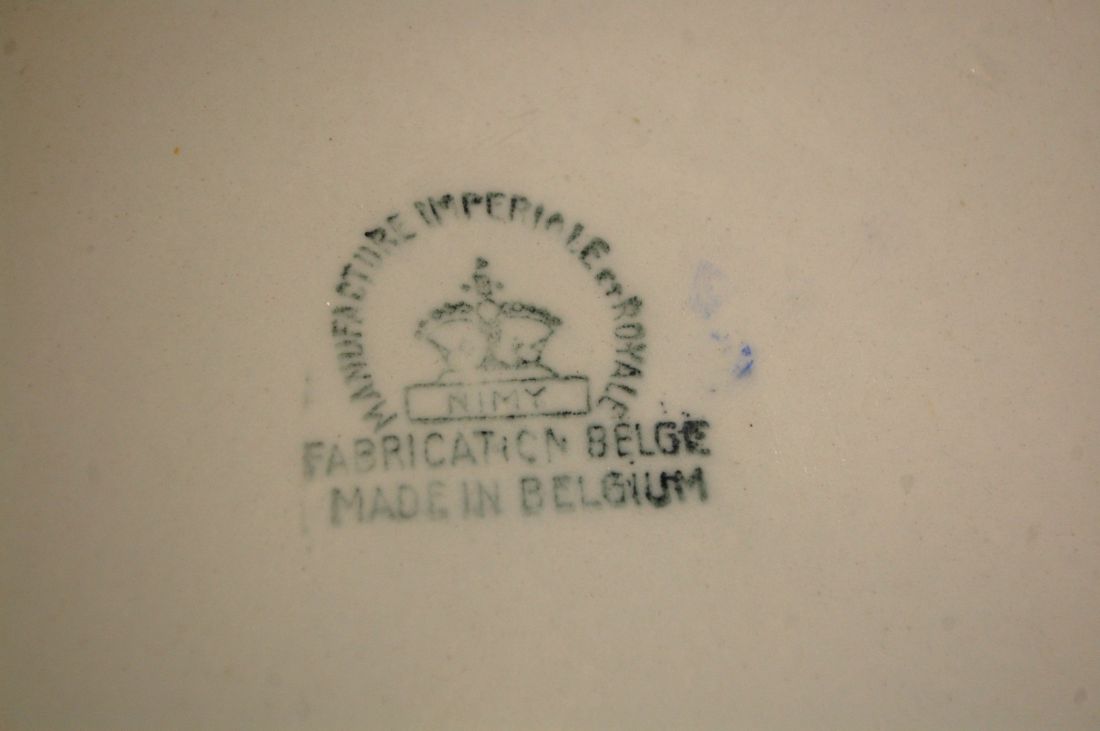 MANUFACTURE IMPERIALE ET ROYALE
NIMY
FABRICATION BELGE
MADE IN BELGIUM